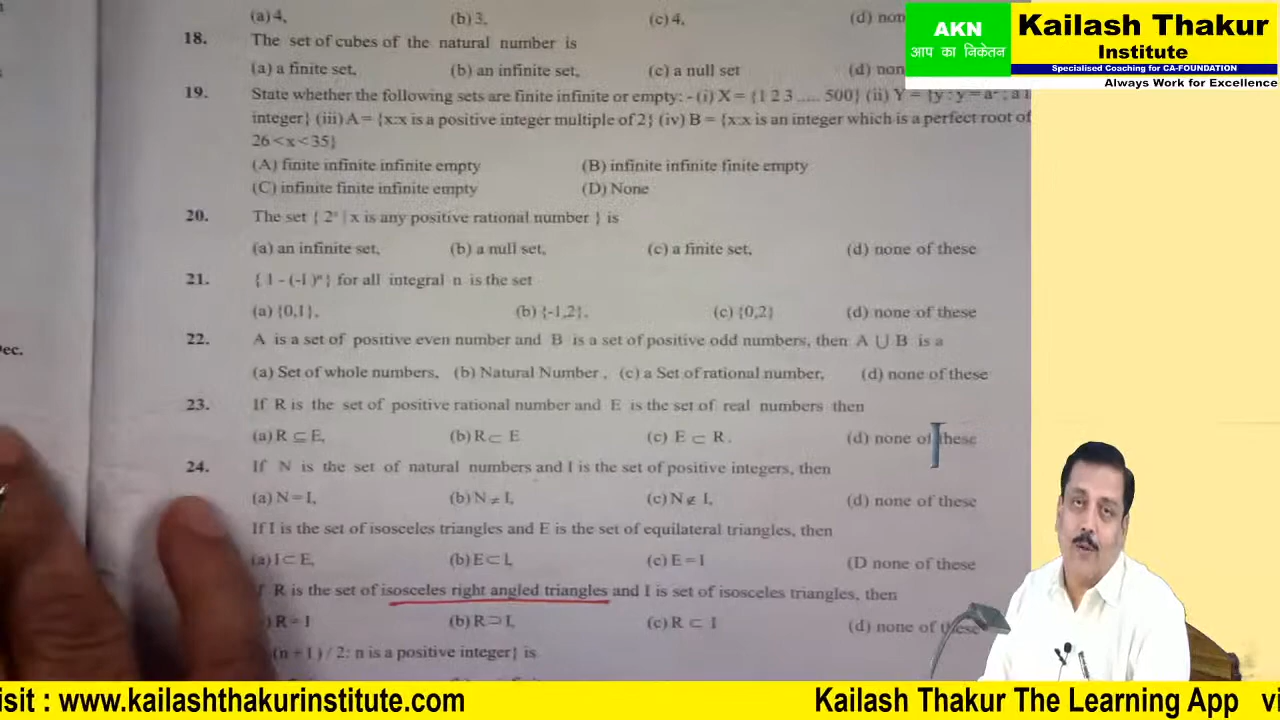 (a) 4, (b) 3, (c) 4, (d) non
18. The set of cubes of the natural number is
(a) a finite set, (b) an infinite set, (c) a null set (d) non
19. State whether the following sets are finite infinite or empty: - (i) X = {1 2 3 ..... 500} (ii) Y = {y : y = a
integer} (iii) A = {x:x is a positive integer multiple of 2} (iv) B = {x:x is an integer which is a perfect root of
26 < x < 35}
(A) finite infinite infinite empty (B) infinite infinite finite empty
(C) infinite finite infinite empty (D) None
20. The set { 2ˣ | x is any positive rational number } is
(a) an infinite set, (b) a null set, (c) a finite set, (d) none of these
21. { 1 - (-1)ⁿ} for all integral n is the set
(a) {0,1}, (b) {-1,2}, (c) {0,2} (d) none of these
22. A is a set of positive even number and B is a set of positive odd numbers, then A ∪ B is a
(a) Set of whole numbers, (b) Natural Number , (c) a Set of rational number, (d) none of these
23. If R is the set of positive rational number and E is the set of real numbers then
(a) R ⊆ E, (b) R ⊂ E (c) E ⊂ R. (d) none of these
24. If N is the set of natural numbers and I is the set of positive integers, then
(a) N = I, (b) N ≠ I, (c) N ⊄ I, (d) none of these
If I is the set of isosceles triangles and E is the set of equilateral triangles, then
(a) I ⊂ E, (b) E ⊂ I, (c) E = I (D none of these
f R is the set of isosceles right angled triangles and I is set of isosceles triangles, then
) R = I (b) R ⊃ I, (c) R ⊂ I (d) none of these
(n + 1) / 2: n is a positive integer} is
ec.
AKN
आप का निकेतन
Kailash Thakur
Institute
Specialised Coaching for CA-FOUNDATION
Always Work for Excellence
isit : www.kailashthakurinstitute.com Kailash Thakur The Learning App vi